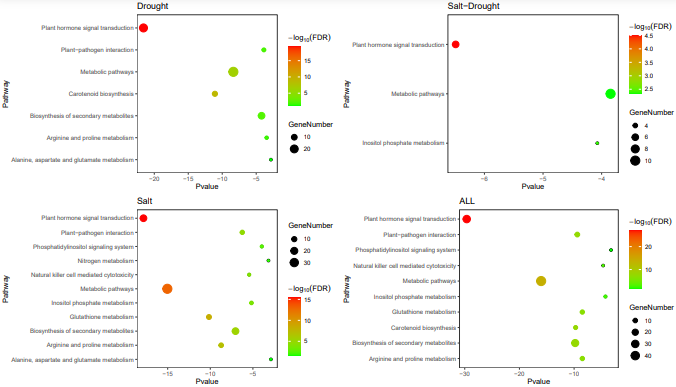 Drought
Plant hormone signal transduction
Plant−pathogen interaction
Metabolic pathways
Carotenoid biosynthesis
Biosynthesis of secondary metabolites
Arginine and proline metabolism
Alanine, aspartate and glutamate metabolism
Pathway
−20
−15
−10
−5
Pvalue
−log10(FDR)
15
10
5
GeneNumber
10
20
Salt−Drought
Plant hormone signal transduction
Metabolic pathways
Inositol phosphate metabolism
Pathway
−6
−5
−4
Pvalue
−log10(FDR)
4.5
4.0
3.5
3.0
2.5
GeneNumber
4
6
8
10
Salt
Plant hormone signal transduction
Plant−pathogen interaction
Phosphatidylinositol signaling system
Nitrogen metabolism
Natural killer cell mediated cytotoxicity
Metabolic pathways
Inositol phosphate metabolism
Glutathione metabolism
Biosynthesis of secondary metabolites
Arginine and proline metabolism
Alanine, aspartate and glutamate metabolism
Pathway
−15
−10
−5
Pvalue
GeneNumber
10
20
30
−log10(FDR)
15
10
5
ALL
Plant hormone signal transduction
Plant−pathogen interaction
Phosphatidylinositol signaling system
Natural killer cell mediated cytotoxicity
Metabolic pathways
Inositol phosphate metabolism
Glutathione metabolism
Carotenoid biosynthesis
Biosynthesis of secondary metabolites
Arginine and proline metabolism
Pathway
−30
−20
−10
Pvalue
−log10(FDR)
20
10
GeneNumber
10
20
30
40